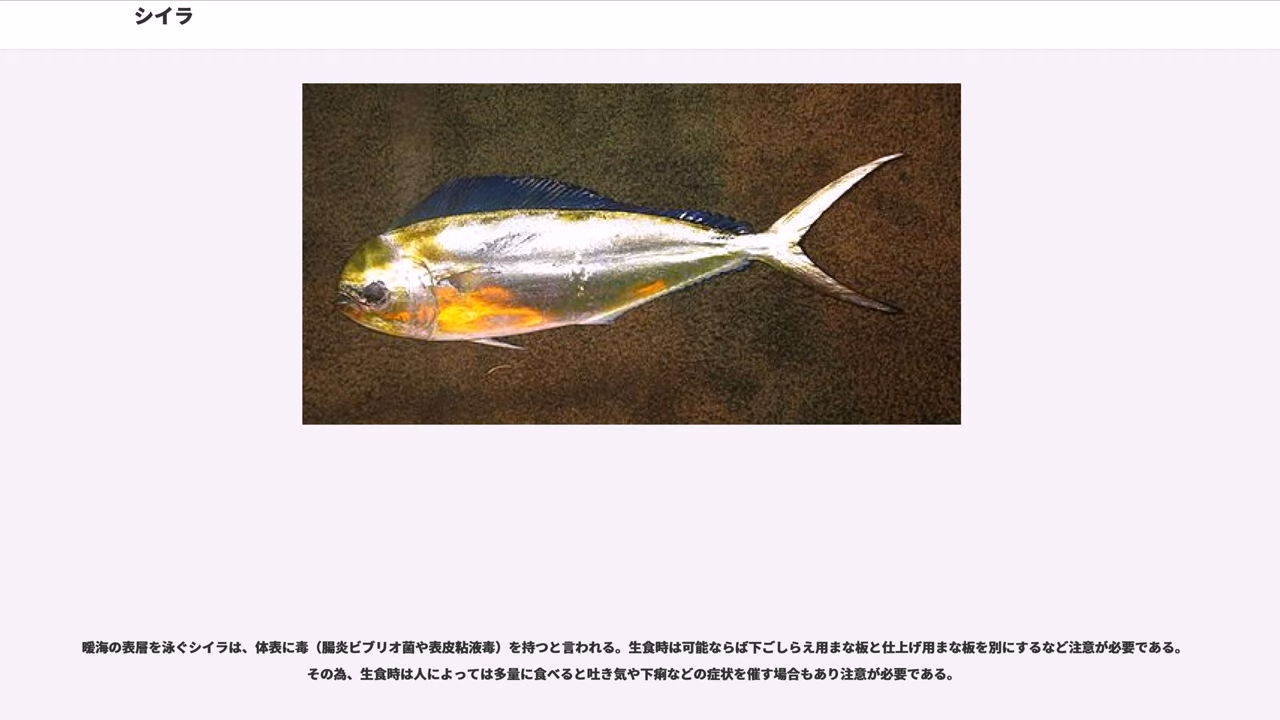 シイラ
暖海の表層を泳ぐシイラは、体表に毒（腸炎ビブリオ菌や表皮粘液毒）を持つと言われる。生食時は可能ならば下ごしらえ用まな板と仕上げ用まな板を別にするなど注意が必要である。
その為、生食時は人によっては多量に食べると吐き気や下痢などの症状を催す場合もあり注意が必要である。